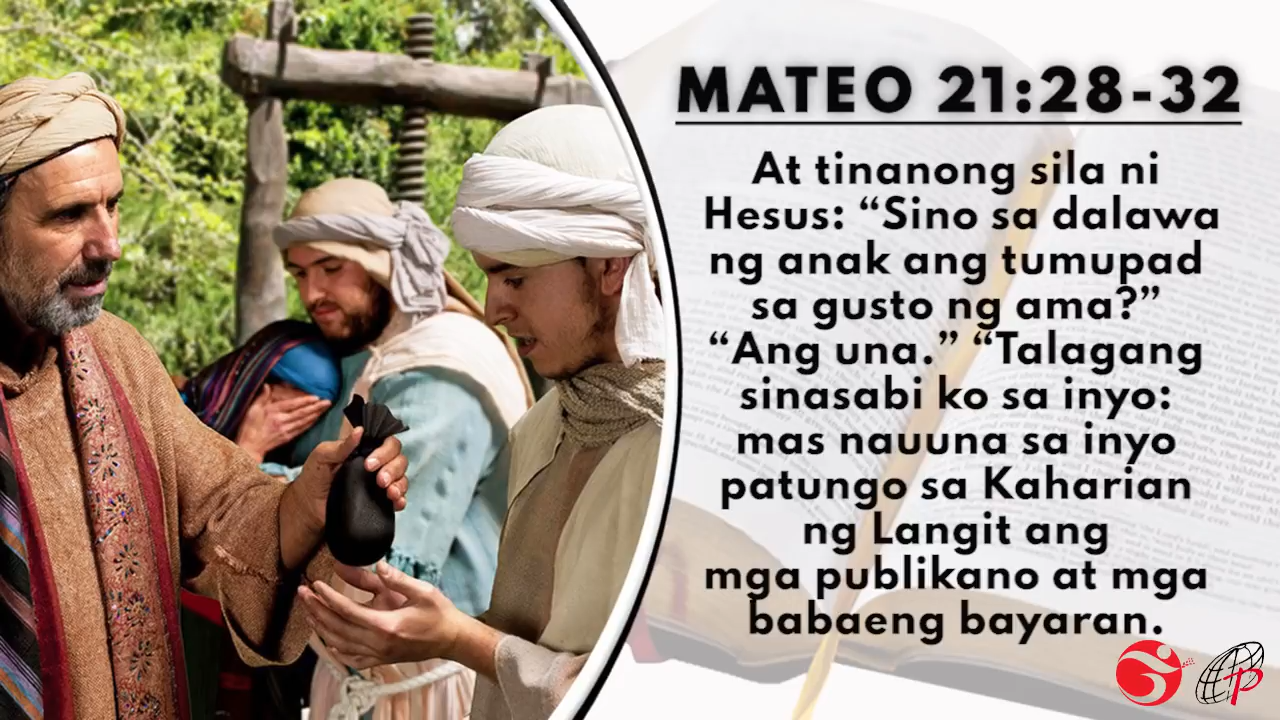 MATEO 21:28-32
At tinanong sila ni
Hesus: “Sino sa dalawa
ng anak ang tumupad
sa gusto ng ama?”
“Ang una.” “Talagang
sinasabi ko sa inyo:
mas nauuna sa inyo
patungo sa Kaharian
ng Langit ang
mga publikano at mga
babaeng bayaran.